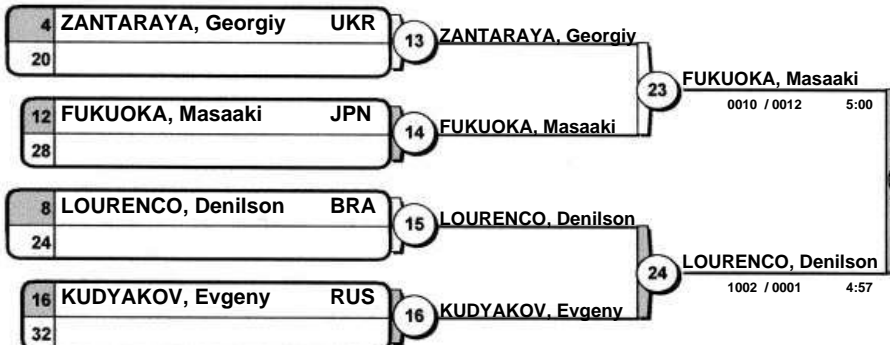 4 ZANTARAYA, Georgiy UKR
20
13
ZANTARAYA, Georgiy
12 FUKUOKA, Masaaki JPN
28
14
FUKUOKA, Masaaki
23
FUKUOKA, Masaaki
0010 / 0012 5:00
8 LOURENCO, Denilson BRA
24
15
LOURENCO, Denilson
16 KUDYAKOV, Evgeny RUS
32
16
KUDYAKOV, Evgeny
24
LOURENCO, Denilson
1002 / 0001 4:57